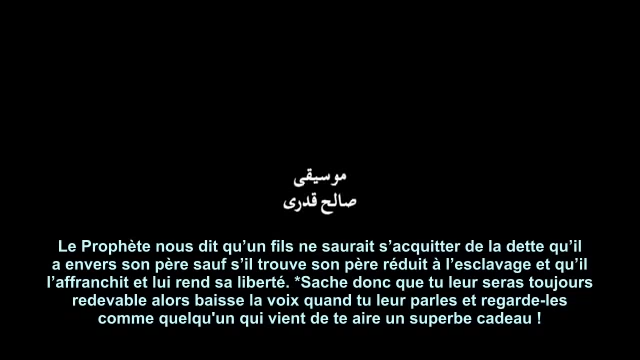 موسيقى
صالح قدرى
Le Prophète nous dit qu’un fils ne saurait s’acquitter de la dette qu’il
a envers son père sauf s’il trouve son père réduit à l’esclavage et qu’il
l’affranchit et lui rend sa liberté. *Sache donc que tu leur seras toujours
redevable alors baisse la voix quand tu leur parles et regarde-les
comme quelqu'un qui vient de te aire un superbe cadeau !